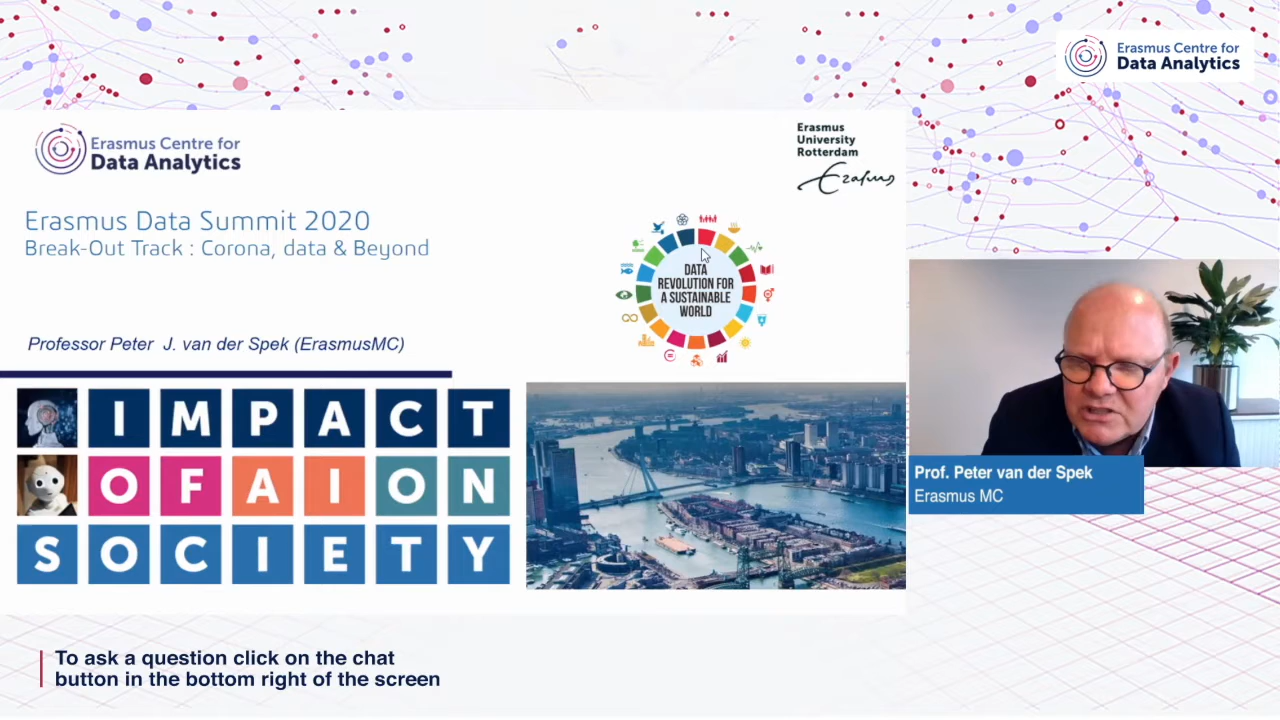 Erasmus Centre for
Data Analytics
Erasmus Centre for
Data Analytics
Erasmus
University
Rotterdam
Erasmus
Erasmus Data Summit 2020
Break-Out Track : Corona, data & Beyond
DATA
REVOLUTION FOR
A SUSTAINABLE
WORLD
Professor Peter J. van der Spek (ErasmusMC)
IMPACT
OF AI ON
SOCIETY
Prof. Peter van der Spek
Erasmus MC
To ask a question click on the chat
button in the bottom right of the screen